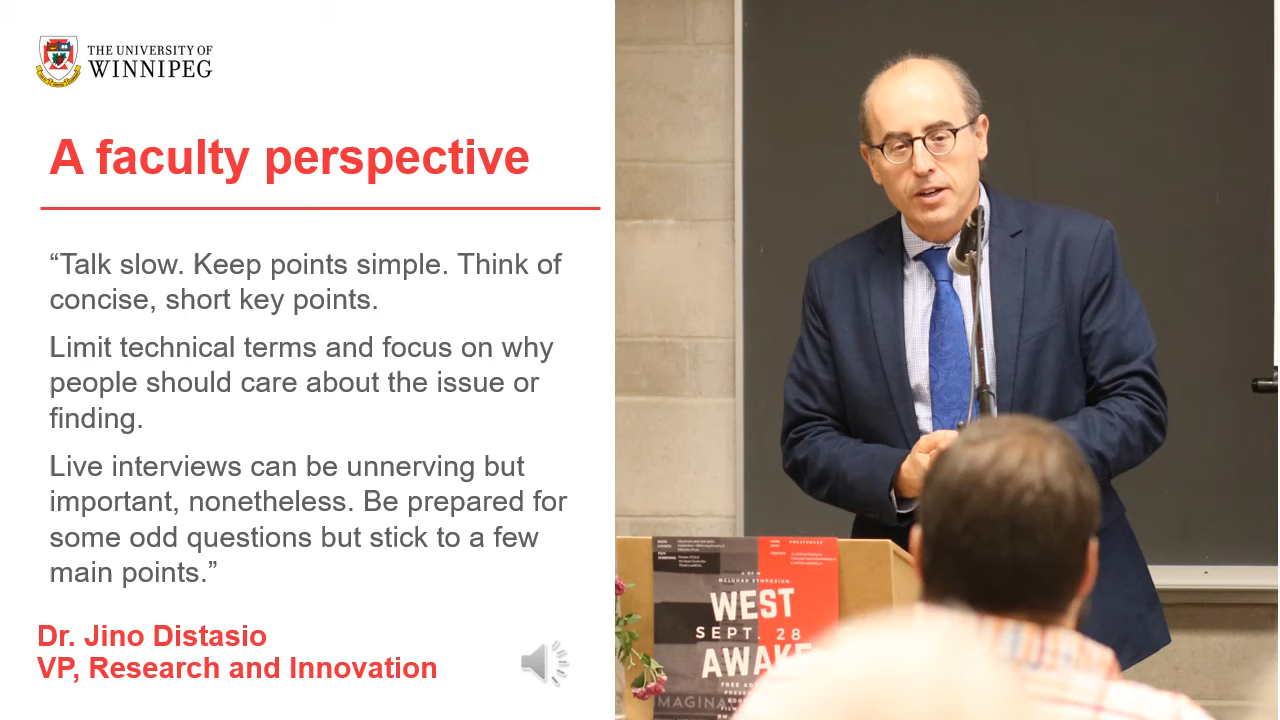 THE UNIVERSITY OF
WINNIPEG
A faculty perspective
“Talk slow. Keep points simple. Think of
concise, short key points.
Limit technical terms and focus on why
people should care about the issue or
finding.
Live interviews can be unnerving but
important, nonetheless. Be prepared for
some odd questions but stick to a few
main points.”
Dr. Jino Distasio
VP, Research and Innovation
U OF W
MCLUHAN SYMPOSIUM
WEST
SEPT. 28
AWAKE